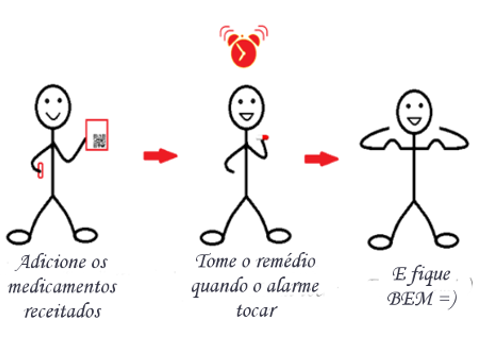 Adicione os
medicamentos
receitados
Tome o remédio
quando o alarme
tocar
E fique
BEM =)